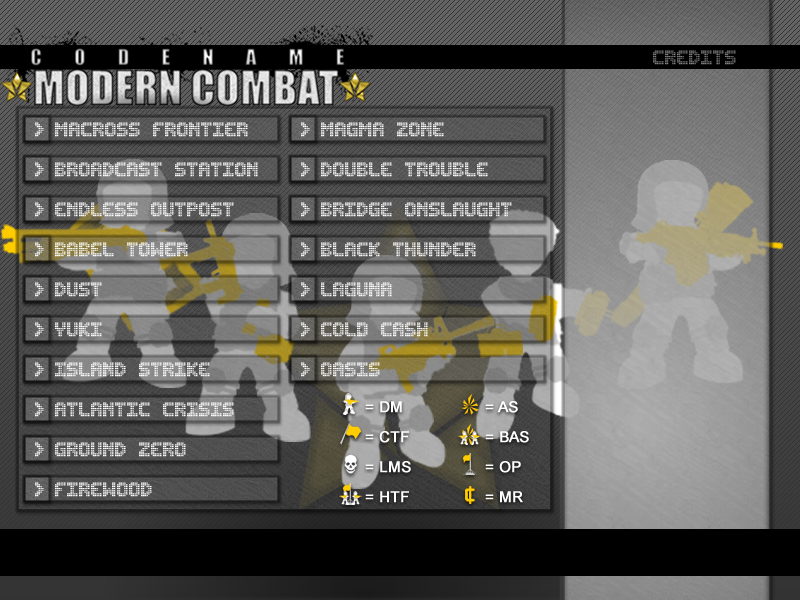 CODENAME
MODERN COMBAT
CREDITS
MACROSS FRONTIER
BROADCAST STATION
ENDLESS OUTPOST
BABEL TOWER
DUST
YUKI
ISLAND STRIKE
ATLANTIC CRISIS
GROUND ZERO
FIREWOOD
MAGMA ZONE
DOUBLE TROUBLE
BRIDGE ONSLAUGHT
BLACK THUNDER
LAGUNA
COLD CASH
OASIS
= DM
= CTF
= LMS
= HTF
= AS
= BAS
= OP
= MR